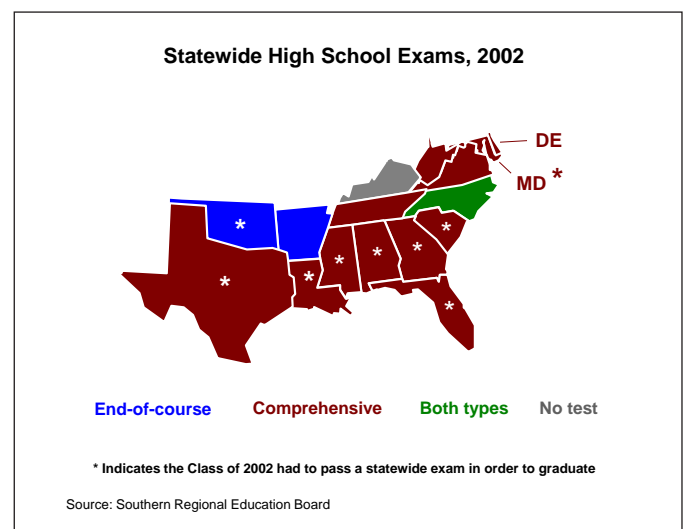 Statewide High School Exams, 2002
DE
MD *
*
*
*
*
*
*
*
*
End-of-course Comprehensive Both types No test
* Indicates the Class of 2002 had to pass a statewide exam in order to graduate
Source: Southern Regional Education Board